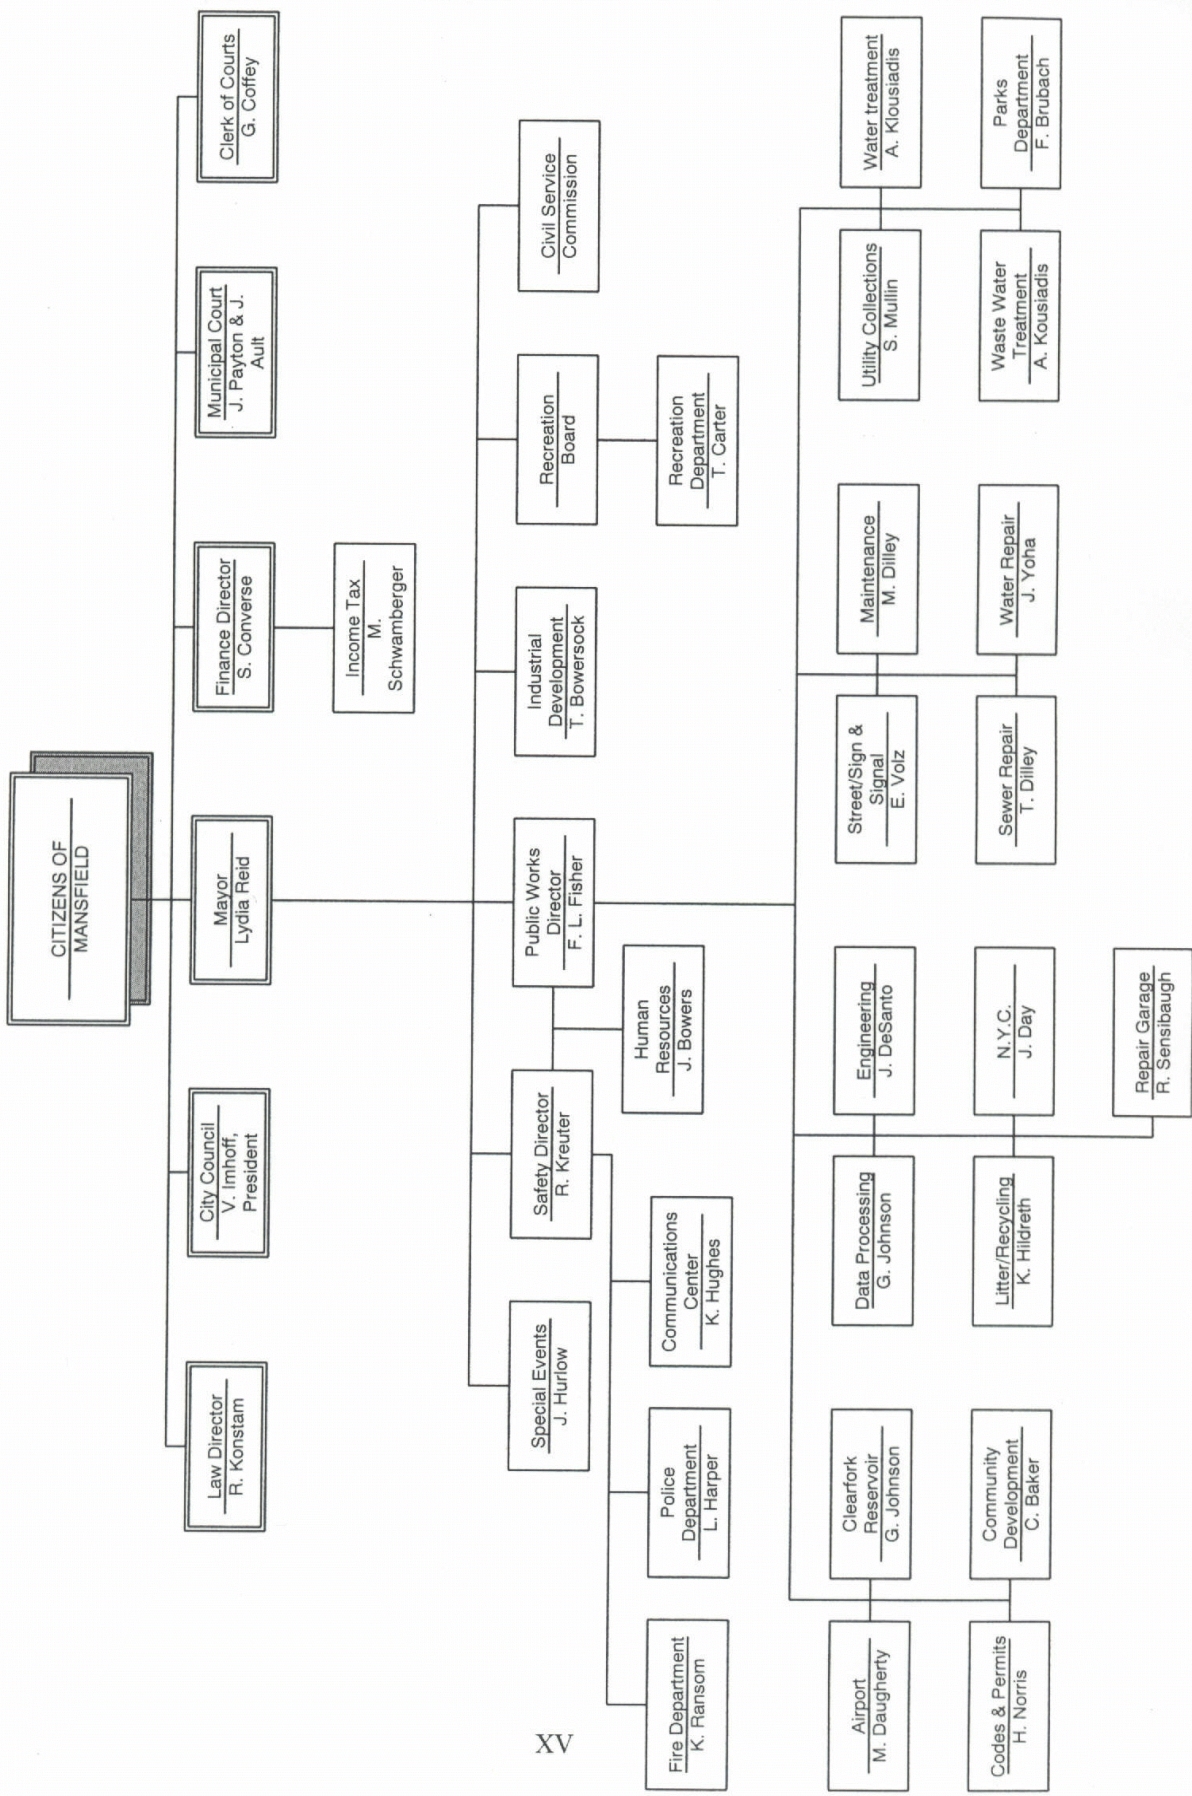 CITIZENS OF
MANSFIELD
Law Director
R. Konstam
City Council
V. Imhoff,
President
Mayor
Lydia Reid
Finance Director
S. Converse
Municipal Court
J. Payton & J.
Ault
Clerk of Courts
G. Coffey
Income Tax
M.
Schwamberger
Special Events
J. Hurlow
Safety Director
R. Kreuter
Public Works
Director
F. L. Fisher
Industrial
Development
T. Bowersock
Recreation
Board
Civil Service
Commission
Human
Resources
J. Bowers
Recreation
Department
T. Carter
Fire Department
K. Ransom
Police
Department
L. Harper
Communications
Center
K. Hughes
Airport
M. Daugherty
Clearfork
Reservoir
G. Johnson
Data Processing
G. Johnson
Engineering
J. DeSanto
Street/Sign &
Signal
E. Volz
Maintenance
M. Dilley
Utility Collections
S. Mullin
Water treatment
A. Klousiadis
Codes & Permits
H. Norris
Community
Development
C. Baker
Litter/Recycling
K. Hildreth
N.Y.C.
J. Day
Sewer Repair
T. Dilley
Water Repair
J. Yoha
Waste Water
Treatment
A. Kousiadis
Parks
Department
F. Brubach
Repair Garage
R. Sensibaugh
XV